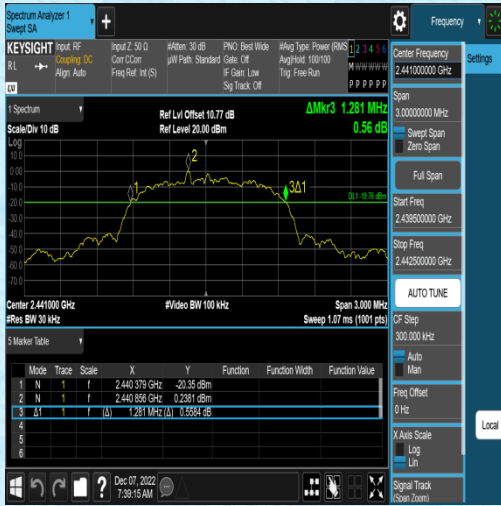 Spectrum Analyzer 1
Swept SA
Frequency
KEYSIGHT
RL
LV
Input: RF
Coupling: DC
Align: Auto
Input Z: 50 Ω
Corr CCorr
Freq Ref: Int (S)
#Atten: 30 dB
µW Path: Standard
PNO: Best Wide
Gate: Off
IF Gain: Low
Sig Track: Off
#Avg Type: Power (RMS
Avg|Hold: 100/100
Trig: Free Run
1 2 3 4 5 6
M W W W W W
P P P P P P
Settings
Center Frequency
2.441000000 GHz
Span
3.00000000 MHz
Swept Span
Zero Span
Full Span
Start Freq
2.439500000 GHz
Stop Freq
2.442500000 GHz
AUTO TUNE
CF Step
300.000 kHz
Auto
Man
Freq Offset
0 Hz
X Axis Scale
Log
Lin
Signal Track
(Span Zoom)
Local
1 Spectrum
Scale/Div 10 dB
Log
Ref Lvl Offset 10.77 dB
Ref Level 20.00 dBm
ΔMkr3 1.281 MHz
0.56 dB
10.0
0.00
-10.0
-20.0
-30.0
-40.0
-50.0
-60.0
-70.0
1
2
3Δ1
DL1 -19.76 dBm
Center 2.441000 GHz
#Video BW 100 kHz
Span 3.000 MHz
#Res BW 30 kHz
Sweep 1.07 ms (1001 pts)
5 Marker Table
Mode Trace Scale X Y Function Function Width Function Value
1 N 1 f 2.440 379 GHz -20.35 dBm
2 N 1 f 2.440 856 GHz 0.2381 dBm
3 Δ1 1 f (Δ) 1.281 MHz (Δ) 0.5584 dB
4
5
6
?
Dec 07, 2022
7:39:15 AM